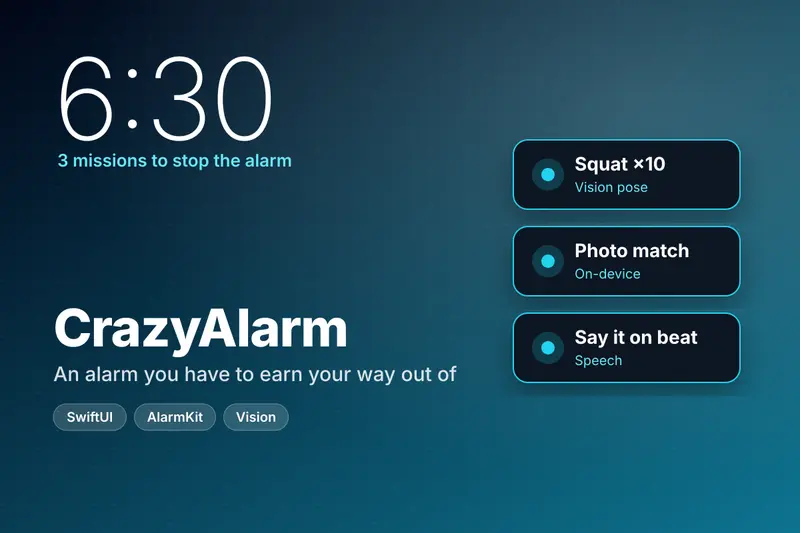 6:30
3 missions to stop the alarm
Squat ×10
Vision pose
Photo match
On-device
Say it on beat
Speech
CrazyAlarm
An alarm you have to earn your way out of
SwiftUI
AlarmKit
Vision